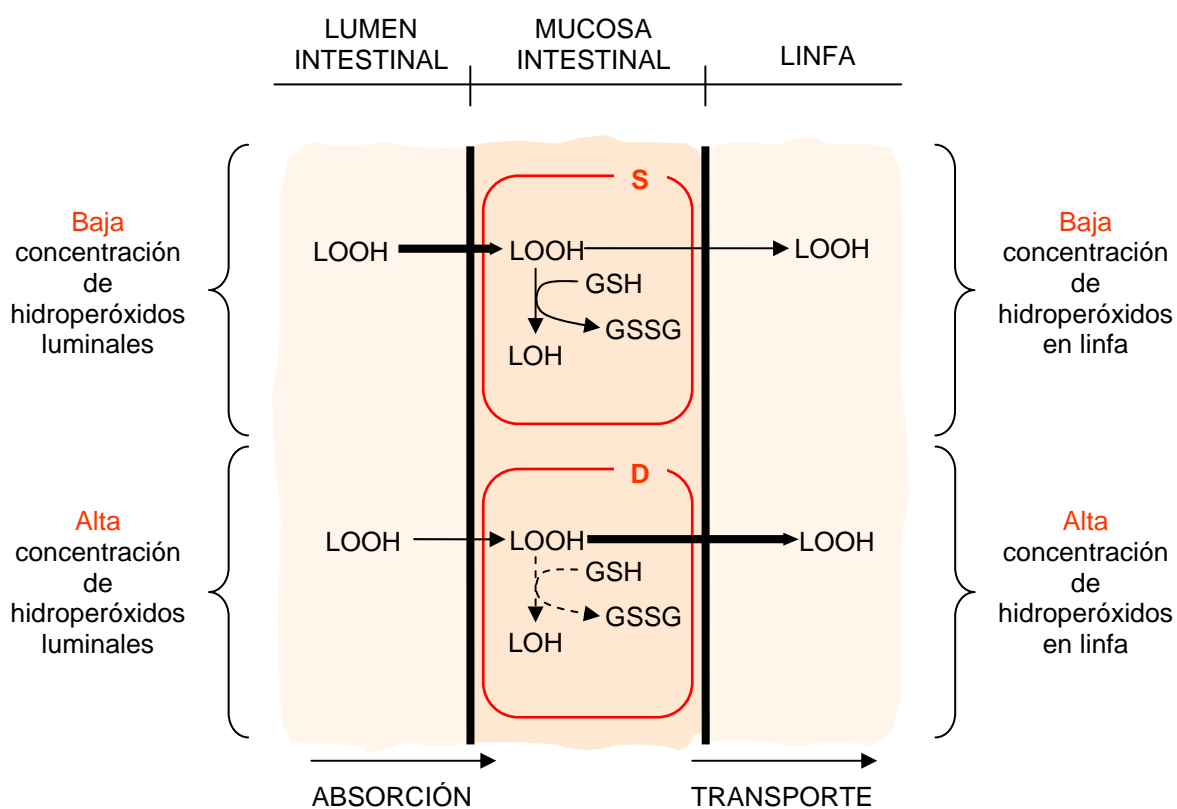 LUMEN
INTESTINAL
MUCOSA
INTESTINAL
LINFA
Baja
concentración
de
hidroperóxidos
luminales
S
LOOH
LOOH
LOOH
GSH
GSSG
LOH
Baja
concentración
de
hidroperóxidos
en linfa
Alta
concentración
de
hidroperóxidos
luminales
D
LOOH
LOOH
LOOH
GSH
GSSG
LOH
Alta
concentración
de
hidroperóxidos
en linfa
ABSORCIÓN
TRANSPORTE